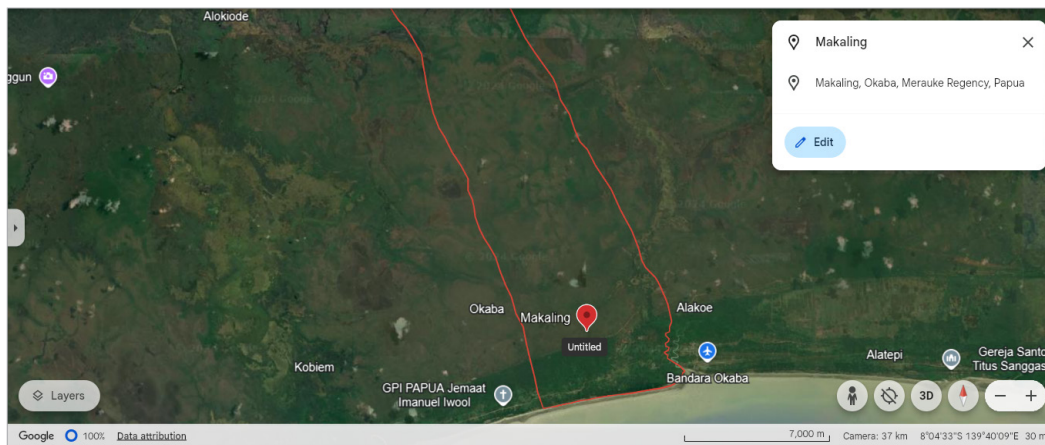 Alokiode
ggun
Makaling
Makaling, Okaba, Merauke Regency, Papua
Edit
© 2024 Google
Okaba
Makaling
Untitled
Alakoe
Kobiem
GPI PAPUA Jemaat
Imanuel Iwool
Bandara Okaba
Alatepi
Gereja Santo
Titus Sanggas
Layers
3D
Google
100%
Data attribution
7,000 m
Camera: 37 km
8°04'33"S 139°40'09"E
30 m